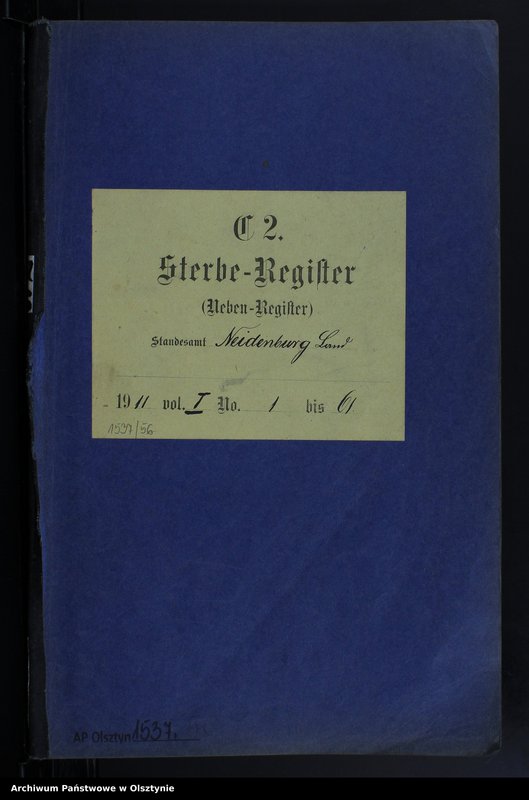 C 2.
Sterbe-Register
(Neben-Register)
Standesamt Neidenburg Land
1911 vol. I No. 1 bis 61
1537/56
AP Olsztyn 1537.
Archiwum Państwowe w Olsztynie